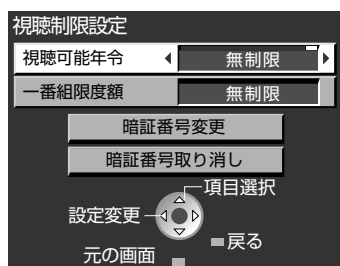 視聴制限設定
視聴可能年令 無制限
一番組限度額 無制限
暗証番号変更
暗証番号取り消し
項目選択
設定変更
戻る
元の画面